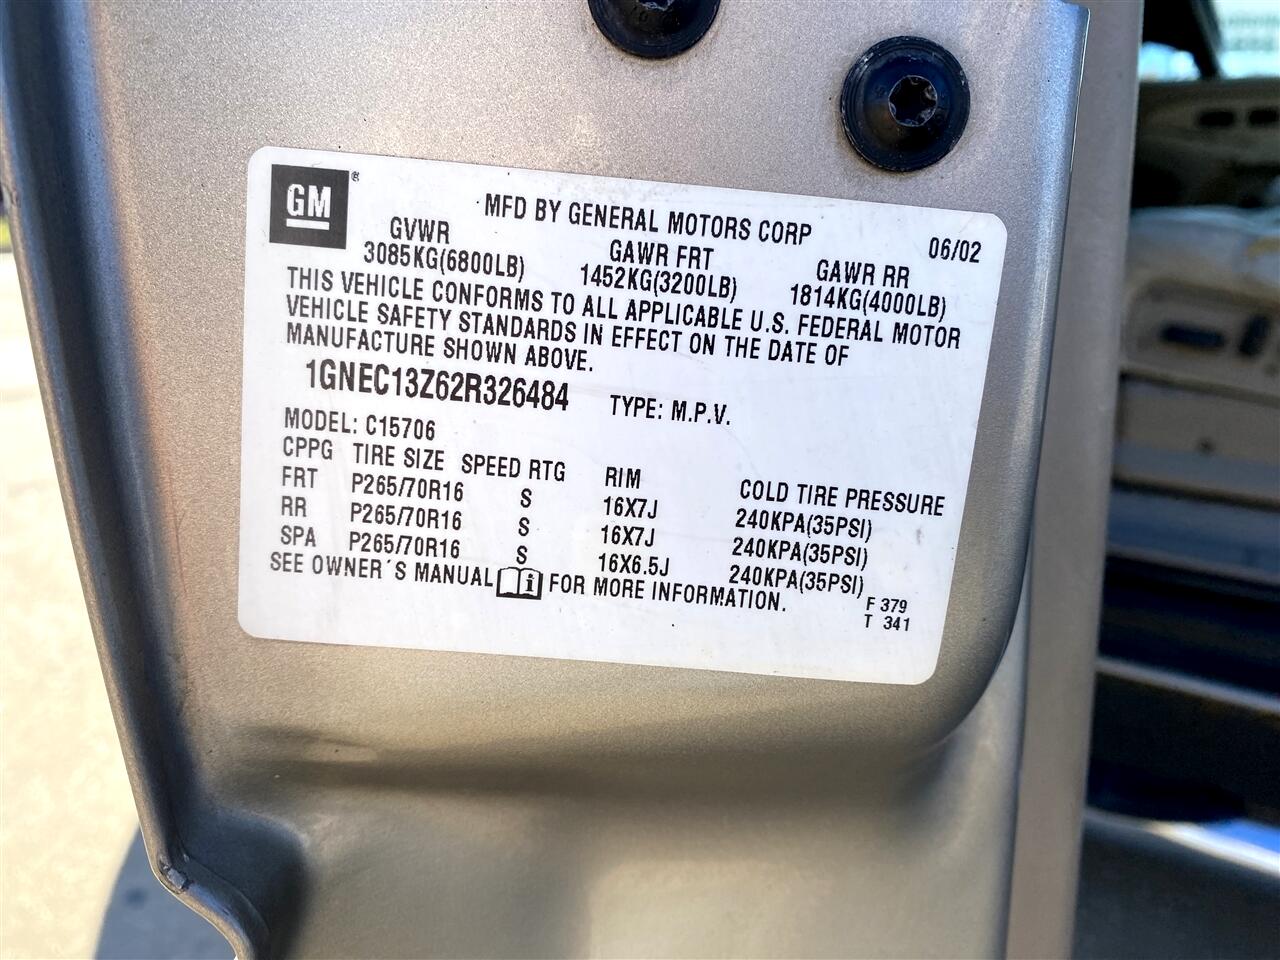 GM®
MFD BY GENERAL MOTORS CORP 06/02
GVWR GAWR FRT GAWR RR
3085KG(6800LB) 1452KG(3200LB) 1814KG(4000LB)
THIS VEHICLE CONFORMS TO ALL APPLICABLE U.S. FEDERAL MOTOR
VEHICLE SAFETY STANDARDS IN EFFECT ON THE DATE OF
MANUFACTURE SHOWN ABOVE.
1GNEC13Z62R326484 TYPE: M.P.V.
MODEL: C15706
CPPG TIRE SIZE SPEED RTG RIM COLD TIRE PRESSURE
FRT P265/70R16 S 16X7J 240KPA(35PSI)
RR P265/70R16 S 16X7J 240KPA(35PSI)
SPA P265/70R16 S 16X6.5J 240KPA(35PSI)
SEE OWNER´S MANUAL i FOR MORE INFORMATION.
F 379
T 341